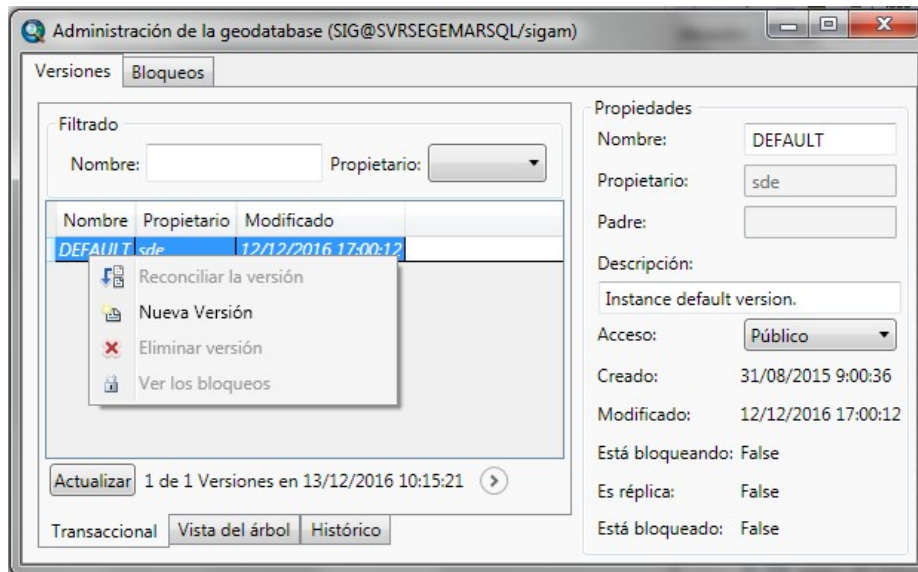 Administración de la geodatabase (SIG@SVRSEGEMARSQL/sigam)
Versiones Bloqueos
Filtrado
Nombre: Propietario:
Nombre Propietario Modificado
DEFAULT sde 12/12/2016 17:00:12
Reconciliar la versión
Nueva Versión
Eliminar versión
Ver los bloqueos
Actualizar 1 de 1 Versiones en 13/12/2016 10:15:21
Transaccional Vista del árbol Histórico
Propiedades
Nombre: DEFAULT
Propietario: sde
Padre:
Descripción:
Instance default version.
Acceso: Público
Creado: 31/08/2015 9:00:36
Modificado: 12/12/2016 17:00:12
Está bloqueando: False
Es réplica: False
Está bloqueado: False